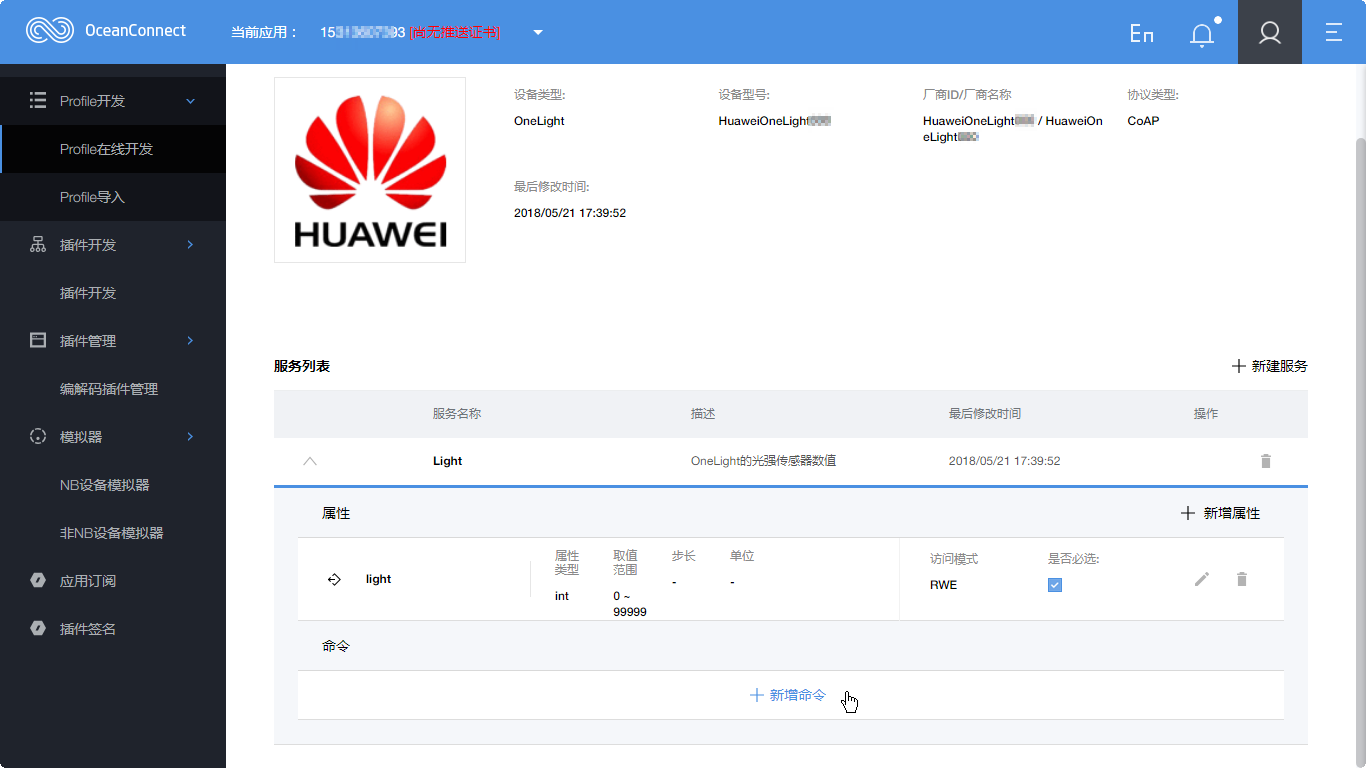 OceanConnect
当前应用： [尚无推送证书]
En
Profile开发
Profile在线开发
Profile导入
插件开发
插件开发
插件管理
编解码插件管理
模拟器
NB设备模拟器
非NB设备模拟器
应用订阅
插件签名
HUAWEI
设备类型:
OneLight
设备型号:
HuaweiOneLight
厂商ID/厂商名称
HuaweiOneLight / HuaweiOn
eLight
协议类型:
CoAP
最后修改时间:
2018/05/21 17:39:52
服务列表
新建服务
服务名称 描述 最后修改时间 操作
Light OneLight的光强传感器数值 2018/05/21 17:39:52
属性
新增属性
light
属性
类型
int
取值
范围
0 ~
99999
步长
-
单位
-
访问模式
RWE
是否必选:
命令
新增命令